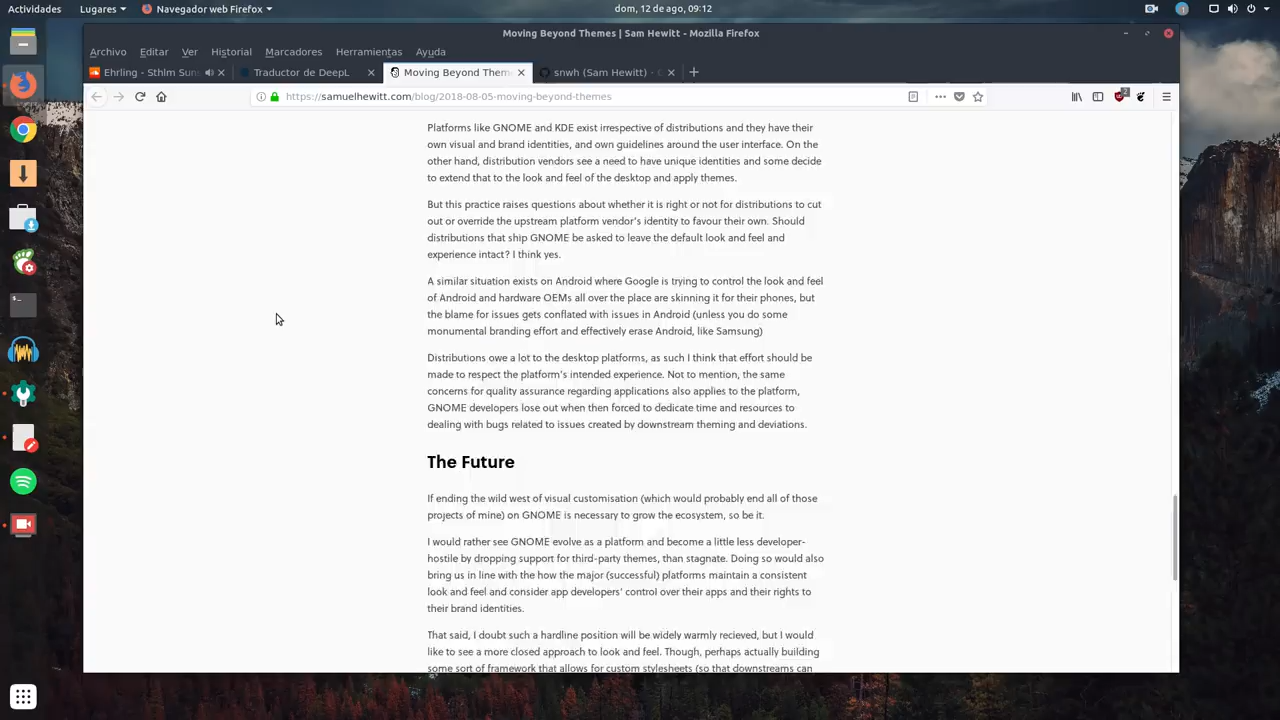 Actividades Lugares Navegador web Firefox dom, 12 de ago, 09:12
Moving Beyond Themes | Sam Hewitt - Mozilla Firefox
Archivo Editar Ver Historial Marcadores Herramientas Ayuda
Ehrling - Sthlm Sun Traductor de DeepL Moving Beyond Them snwh (Sam Hewitt) ·
https://samuelhewitt.com/blog/2018-08-05-moving-beyond-themes
2
Platforms like GNOME and KDE exist irrespective of distributions and they have their
own visual and brand identities, and own guidelines around the user interface. On the
other hand, distribution vendors see a need to have unique identities and some decide
to extend that to the look and feel of the desktop and apply themes.
But this practice raises questions about whether it is right or not for distributions to cut
out or override the upstream platform vendor's identity to favour their own. Should
distributions that ship GNOME be asked to leave the default look and feel and
experience intact? I think yes.
A similar situation exists on Android where Google is trying to control the look and feel
of Android and hardware OEMs all over the place are skinning it for their phones, but
the blame for issues gets conflated with issues in Android (unless you do some
monumental branding effort and effectively erase Android, like Samsung)
Distributions owe a lot to the desktop platforms, as such I think that effort should be
made to respect the platform's intended experience. Not to mention, the same
concerns for quality assurance regarding applications also applies to the platform,
GNOME developers lose out when then forced to dedicate time and resources to
dealing with bugs related to issues created by downstream theming and deviations.
The Future
If ending the wild west of visual customisation (which would probably end all of those
projects of mine) on GNOME is necessary to grow the ecosystem, so be it.
I would rather see GNOME evolve as a platform and become a little less developer-
hostile by dropping support for third-party themes, than stagnate. Doing so would also
bring us in line with the how the major (successful) platforms maintain a consistent
look and feel and consider app developers' control over their apps and their rights to
their brand identities.
That said, I doubt such a hardline position will be widely warmly recieved, but I would
like to see a more closed approach to look and feel. Though, perhaps actually building
some sort of framework that allows for custom stylesheets (so that downstreams can